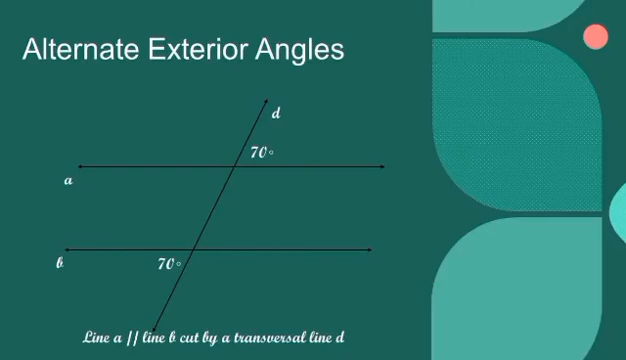 Alternate Exterior Angles
d
70°
a
b
70°
Line a // line b cut by a transversal line d